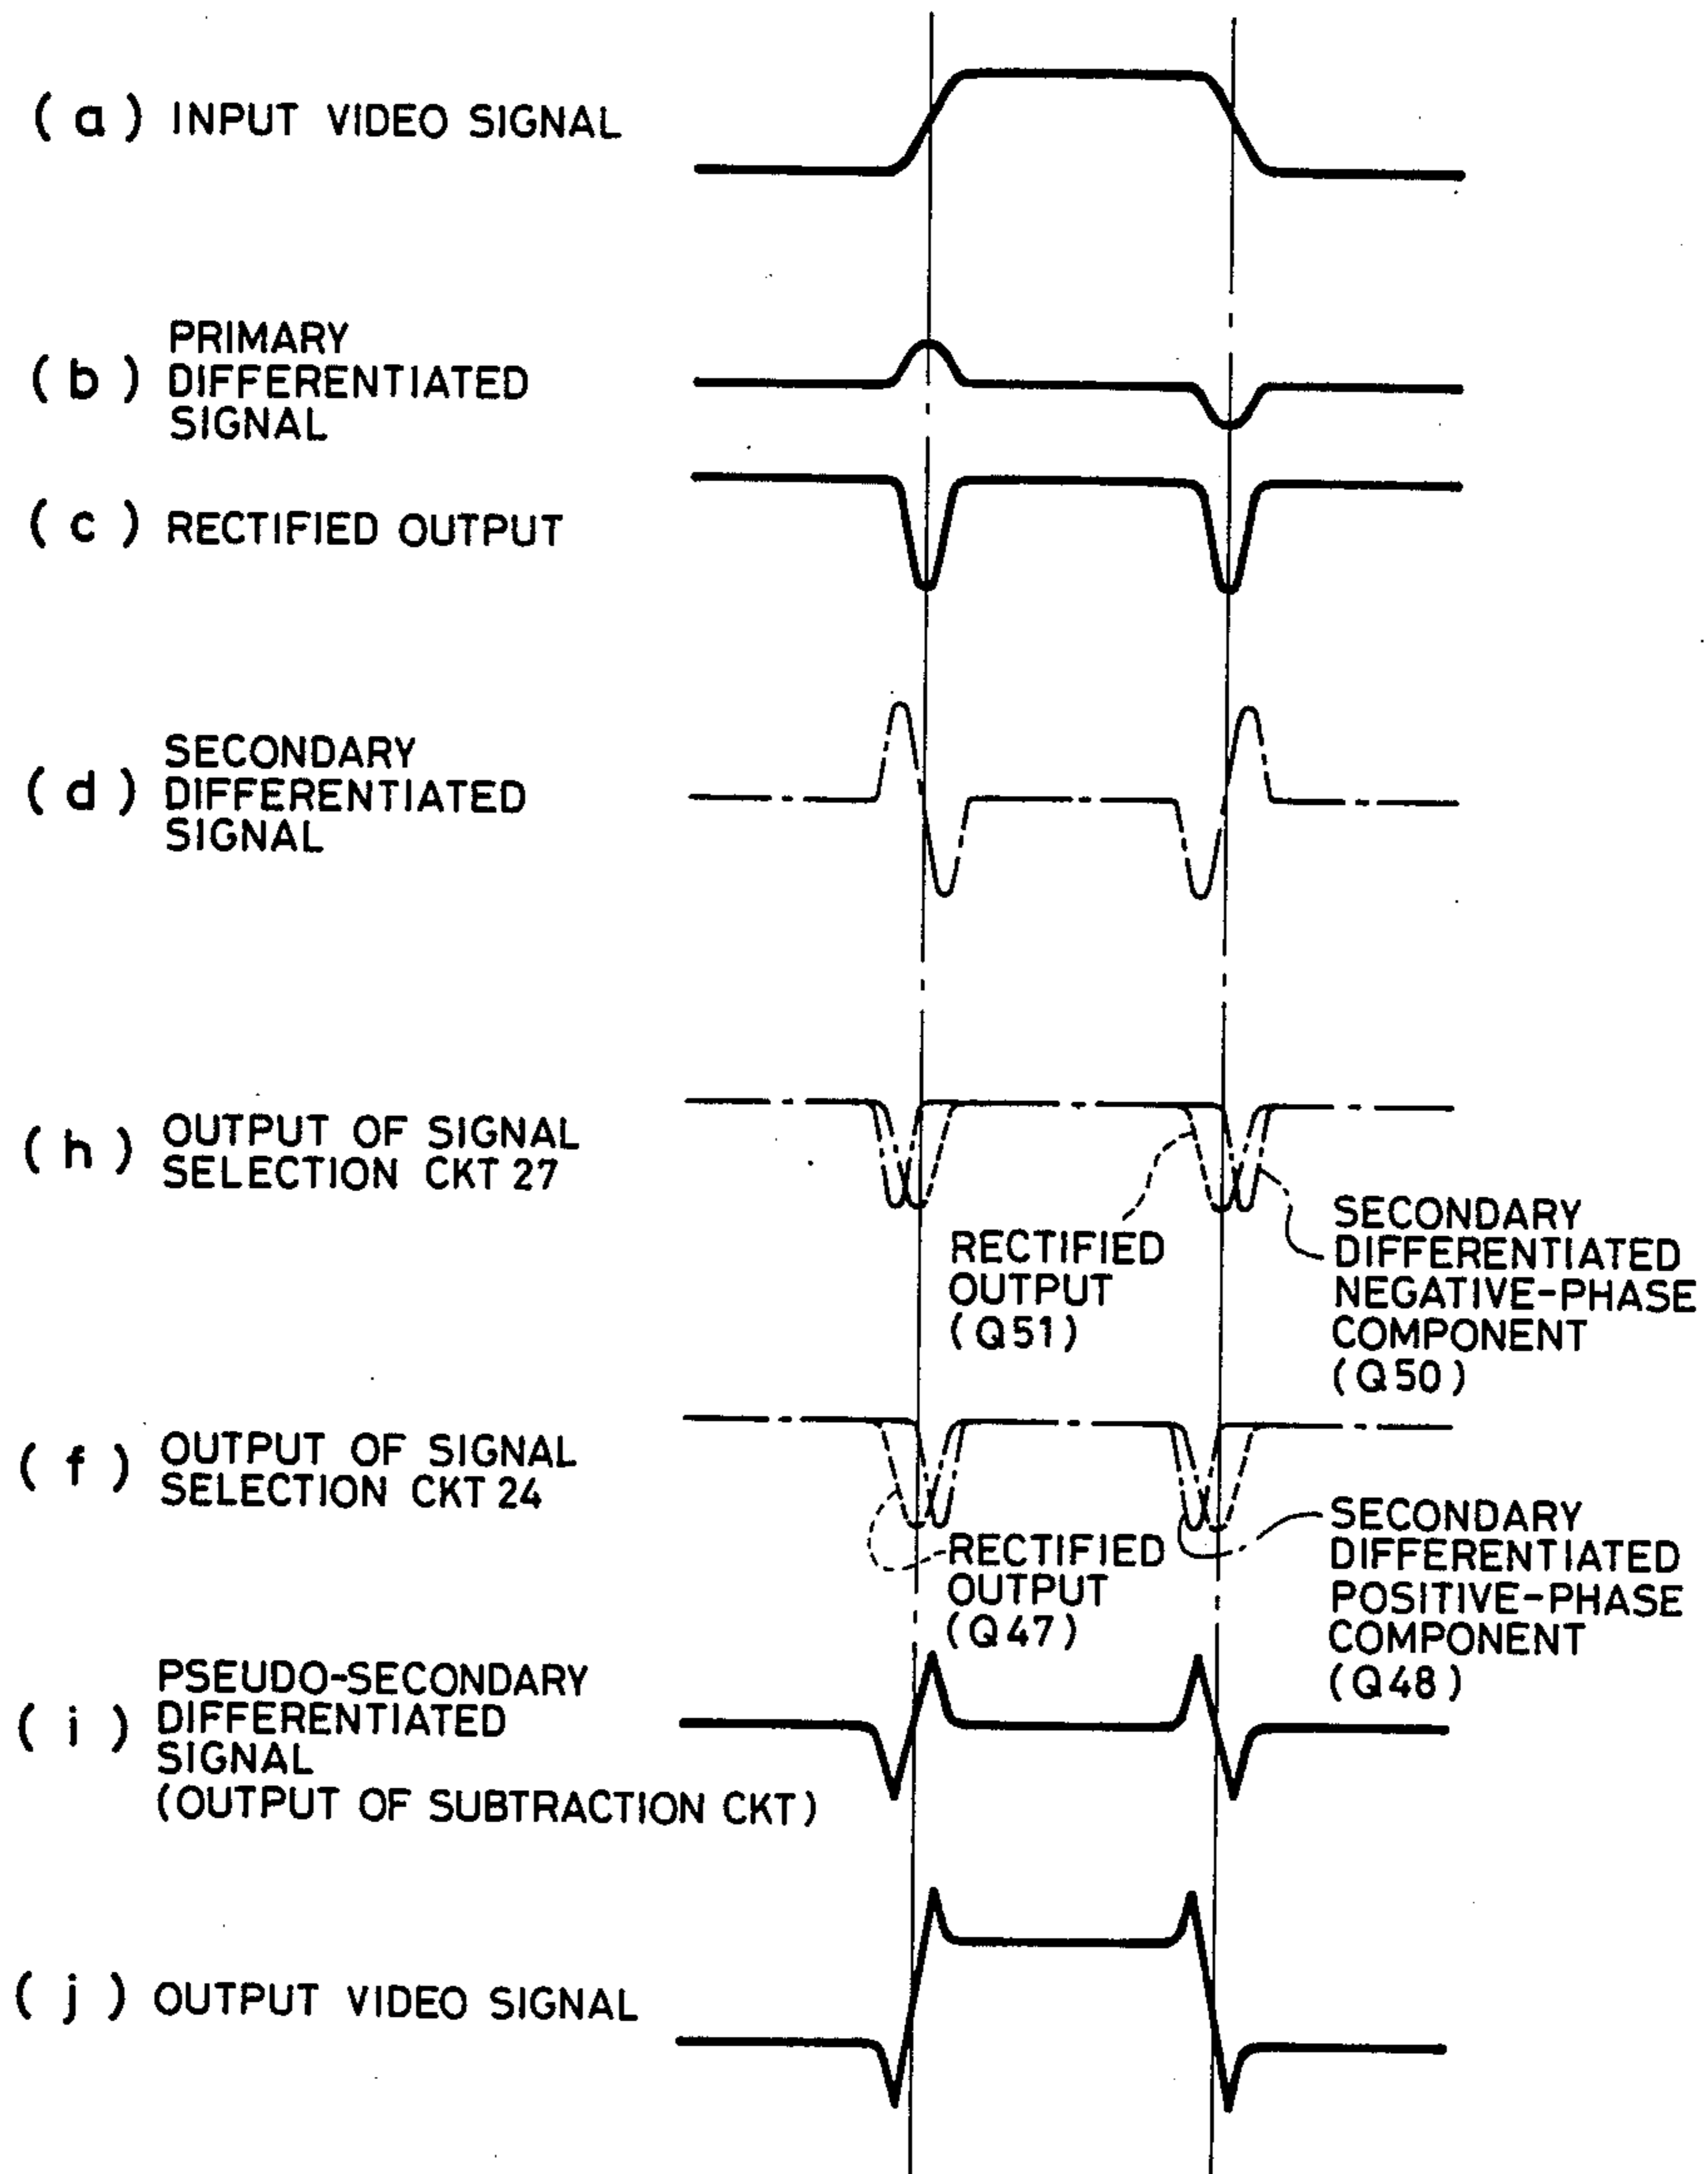 (a) INPUT VIDEO SIGNAL
(b) PRIMARY
DIFFERENTIATED
SIGNAL
(c) RECTIFIED OUTPUT
(d) SECONDARY
DIFFERENTIATED
SIGNAL
(h) OUTPUT OF SIGNAL
SELECTION CKT 27
RECTIFIED
OUTPUT
(Q51)
SECONDARY
DIFFERENTIATED
NEGATIVE-PHASE
COMPONENT
(Q50)
(f) OUTPUT OF SIGNAL
SELECTION CKT 24
RECTIFIED
OUTPUT
(Q47)
SECONDARY
DIFFERENTIATED
POSITIVE-PHASE
COMPONENT
(Q48)
(i) PSEUDO-SECONDARY
DIFFERENTIATED
SIGNAL
(OUTPUT OF SUBTRACTION CKT)
(j) OUTPUT VIDEO SIGNAL